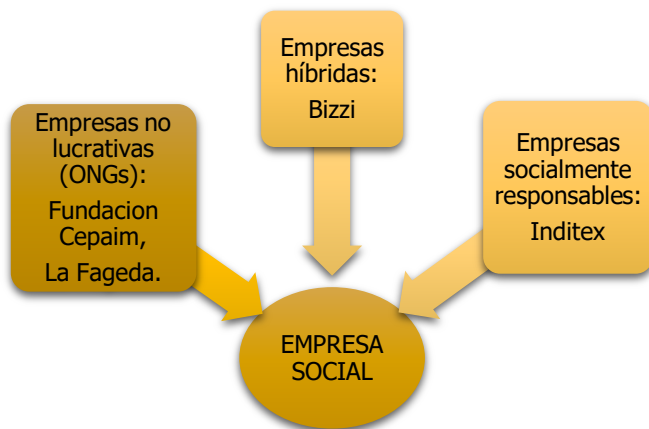 Empresas no
lucrativas
(ONGs):
Fundacion
Cepaim,
La Fageda.
Empresas
híbridas:
Bizzi
Empresas
socialmente
responsables:
Inditex
EMPRESA
SOCIAL